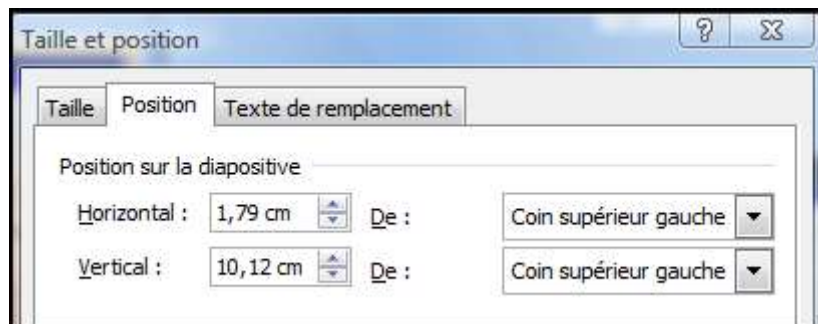 Taille et position
Taille Position Texte de remplacement
Position sur la diapositive
Horizontal : 1,79 cm De : Coin supérieur gauche
Vertical : 10,12 cm De : Coin supérieur gauche